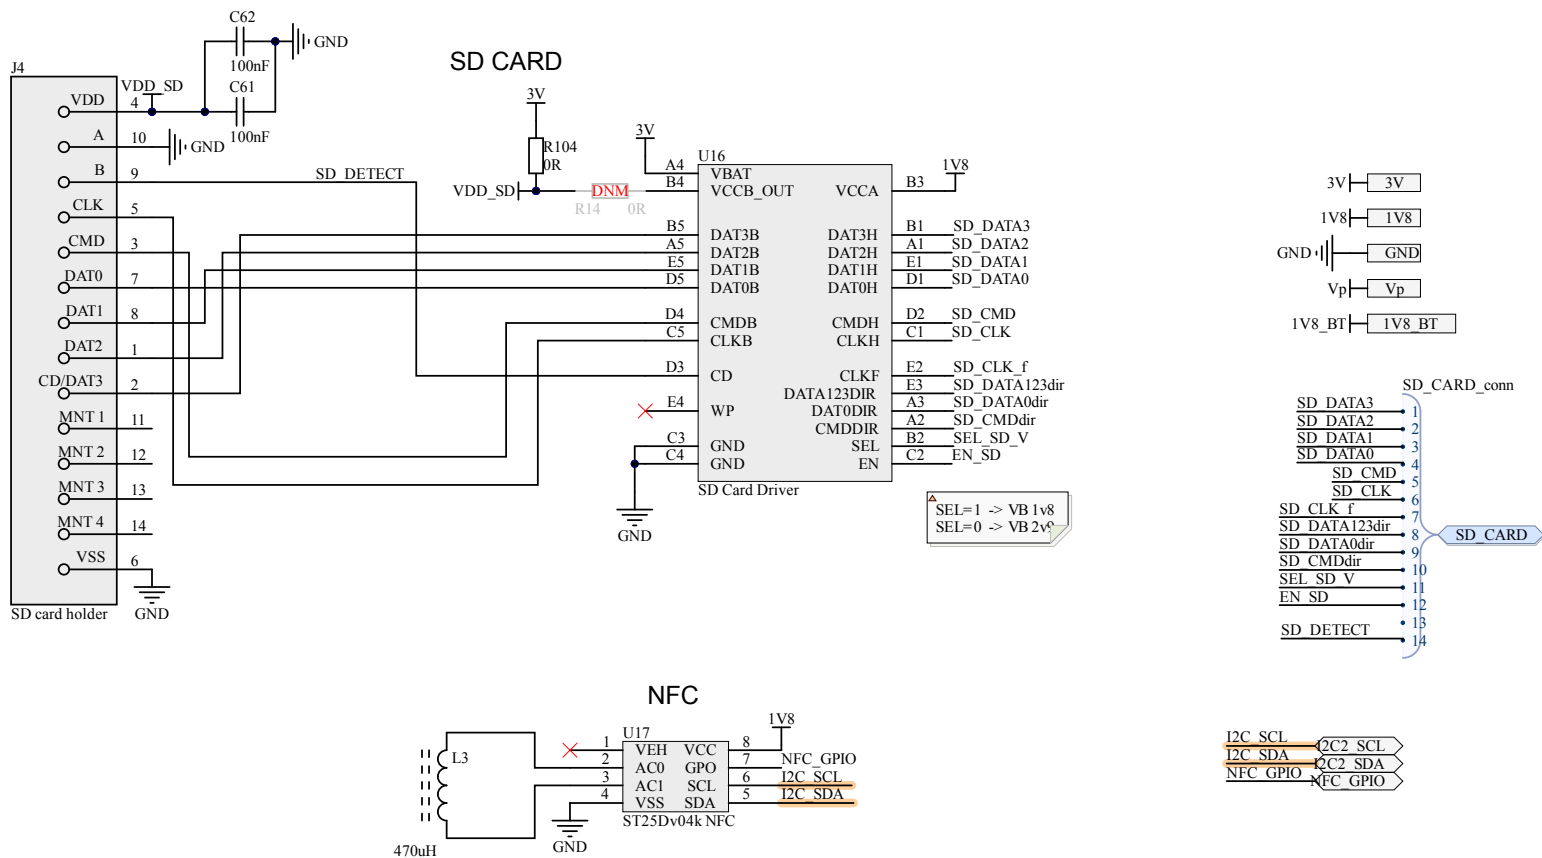 C62
GND
100nF
SD CARD
J4
VDD_SD
C61
VDD
4
100nF
3V
A
10
GND
R104
0R
3V
U16
B
9
SD_DETECT
VDD_SD
DNM
R14
0R
A4
VBAT
B4
VCCB_OUT
VCCA
B3
1V8
CLK
5
CMD
3
B5
DAT3B
DAT3H
B1
SD_DATA3
A5
DAT2B
DAT2H
A1
SD_DATA2
E5
DAT1B
DAT1H
E1
SD_DATA1
DAT0
7
D5
DAT0B
DAT0H
D1
SD_DATA0
DAT1
8
D4
CMDB
CMDH
D2
SD_CMD
C5
CLKB
CLKH
C1
SD_CLK
DAT2
1
D3
CD
CLKF
E2
SD_CLK_f
CD/DAT3
2
DATA123DIR
E3
SD_DATA123dir
E4
WP
DAT0DIR
A3
SD_DATA0dir
MNT 1
11
CMDDIR
A2
SD_CMDdir
C3
GND
SEL
B2
SEL_SD_V
MNT 2
12
C4
GND
EN
C2
EN_SD
MNT 3
13
SD Card Driver
MNT 4
14
GND
SEL=1 -> VB 1v8
SEL=0 -> VB 2v9
VSS
6
GND
SD card holder
3V
3V
1V8
1V8
GND
GND
Vp
Vp
1V8_BT
1V8_BT
SD_CARD_conn
SD_DATA3
1
SD_DATA2
2
SD_DATA1
3
SD_DATA0
4
SD_CMD
5
SD_CLK
6
SD_CLK_f
7
SD_DATA123dir
8
SD_CARD
SD_DATA0dir
9
SD_CMDdir
10
SEL_SD_V
11
EN_SD
12
13
SD_DETECT
14
NFC
U17
1V8
L3
470uH
1
VEH
VCC
8
2
AC0
GPO
7
NFC_GPIO
3
AC1
SCL
6
I2C_SCL
4
VSS
SDA
5
I2C_SDA
GND
ST25Dv04k NFC
I2C_SCL
I2C2_SCL
I2C_SDA
I2C2_SDA
NFC_GPIO
NFC_GPIO